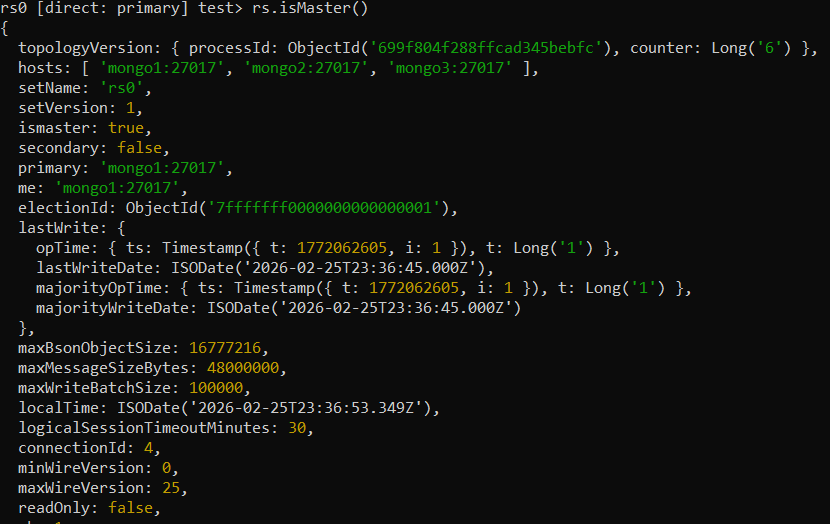 rs0 [direct: primary] test> rs.isMaster()
{
  topologyVersion: { processId: ObjectId('699f804f288ffcad345bebfc'), counter: Long('6') },
  hosts: [ 'mongo1:27017', 'mongo2:27017', 'mongo3:27017' ],
  setName: 'rs0',
  setVersion: 1,
  ismaster: true,
  secondary: false,
  primary: 'mongo1:27017',
  me: 'mongo1:27017',
  electionId: ObjectId('7fffffff0000000000000001'),
  lastWrite: {
    opTime: { ts: Timestamp({ t: 1772062605, i: 1 }), t: Long('1') },
    lastWriteDate: ISODate('2026-02-25T23:36:45.000Z'),
    majorityOpTime: { ts: Timestamp({ t: 1772062605, i: 1 }), t: Long('1') },
    majorityWriteDate: ISODate('2026-02-25T23:36:45.000Z')
  },
  maxBsonObjectSize: 16777216,
  maxMessageSizeBytes: 48000000,
  maxWriteBatchSize: 100000,
  localTime: ISODate('2026-02-25T23:36:53.349Z'),
  logicalSessionTimeoutMinutes: 30,
  connectionId: 4,
  minWireVersion: 0,
  maxWireVersion: 25,
  readOnly: false,